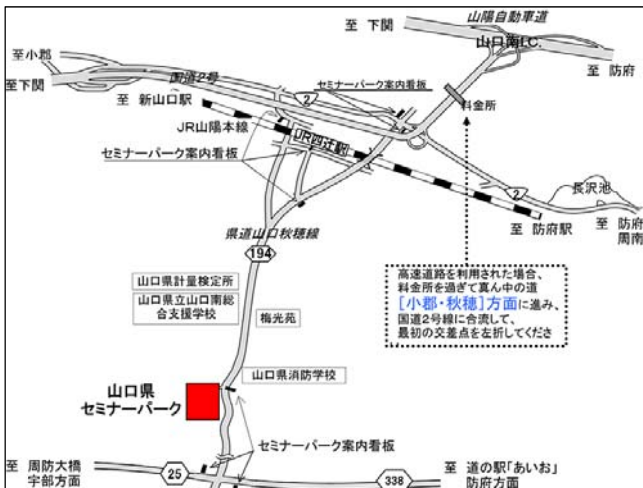 山陽自動車道
至 下関
山口南I.C.
至 防府
至小郡
至下関
国道2号
2
セミナーパーク案内看板
料金所
至 新山口駅
JR山陽本線
JR四辻駅
セミナーパーク案内看板
長沢池
2
至 防府駅
至 防府
周南
県道山口秋穂線
194
高速道路を利用された場合、
料金所を過ぎて真ん中の道
[小郡・秋穂]方面に進み、
国道2号線に合流して、
最初の交差点を左折してくださ
い
山口県計量検定所
山口県立山口南総
合支援学校
梅光苑
山口県消防学校
山口県
セミナーパーク
セミナーパーク案内看板
至 周防大橋
宇部方面
25
338
至 道の駅「あいお」
防府方面